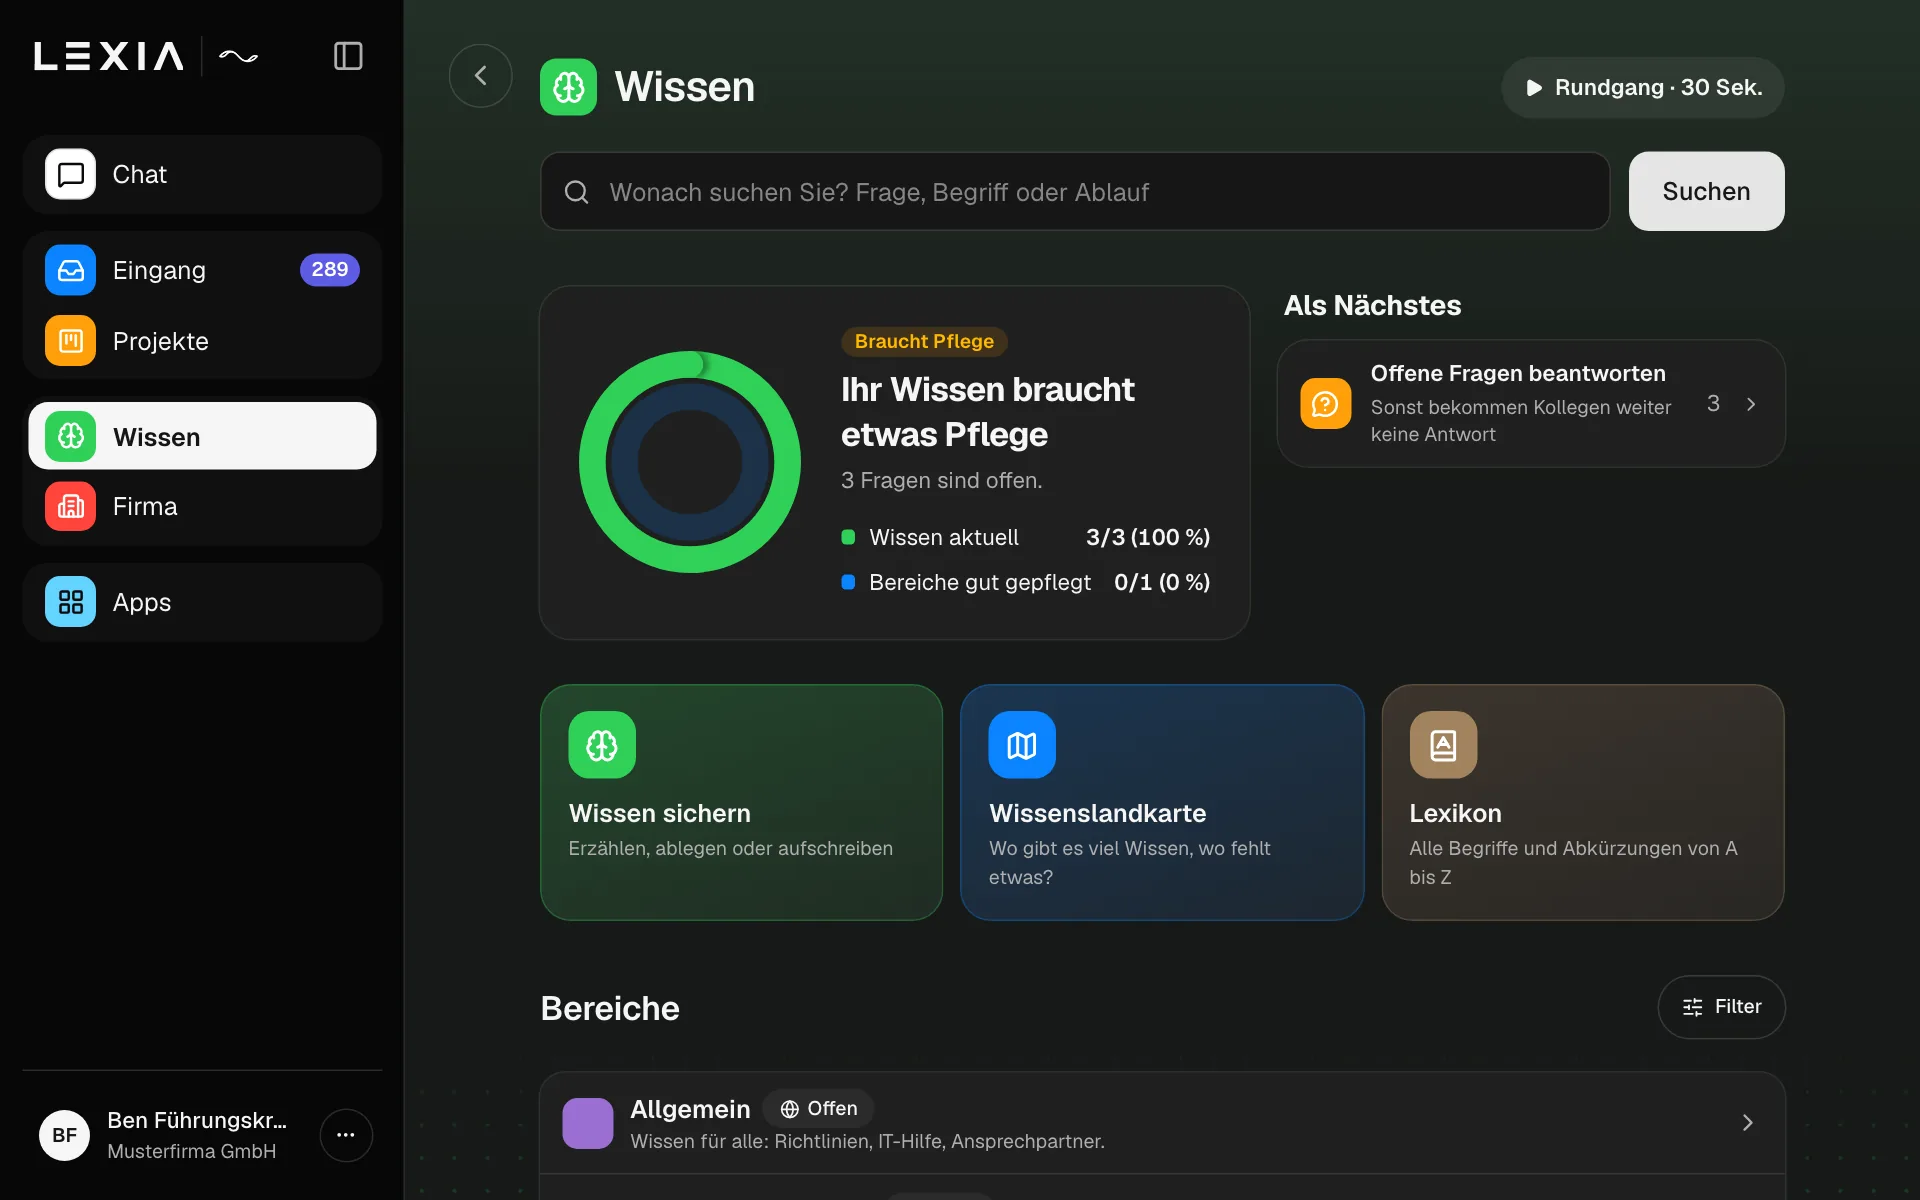 LEXIA
Chat
Eingang 289
Projekte
Wissen
Firma
Apps
BF
Ben Führungskr...
Musterfirma GmbH
Wissen
Rundgang · 30 Sek.
Wonach suchen Sie? Frage, Begriff oder Ablauf
Suchen
Braucht Pflege
Ihr Wissen braucht
etwas Pflege
3 Fragen sind offen.
Wissen aktuell 3/3 (100 %)
Bereiche gut gepflegt 0/1 (0 %)
Als Nächstes
Offene Fragen beantworten
Sonst bekommen Kollegen weiter
keine Antwort
3
Wissen sichern
Erzählen, ablegen oder aufschreiben
Wissenslandkarte
Wo gibt es viel Wissen, wo fehlt
etwas?
Lexikon
Alle Begriffe und Abkürzungen von A
bis Z
Bereiche
Filter
Allgemein Offen
Wissen für alle: Richtlinien, IT-Hilfe, Ansprechpartner.